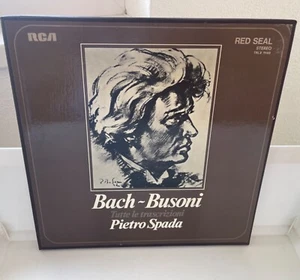 RCA
RED SEAL
STEREO
Bach-Busoni
Tutte le trascrizioni
Pietro Spada